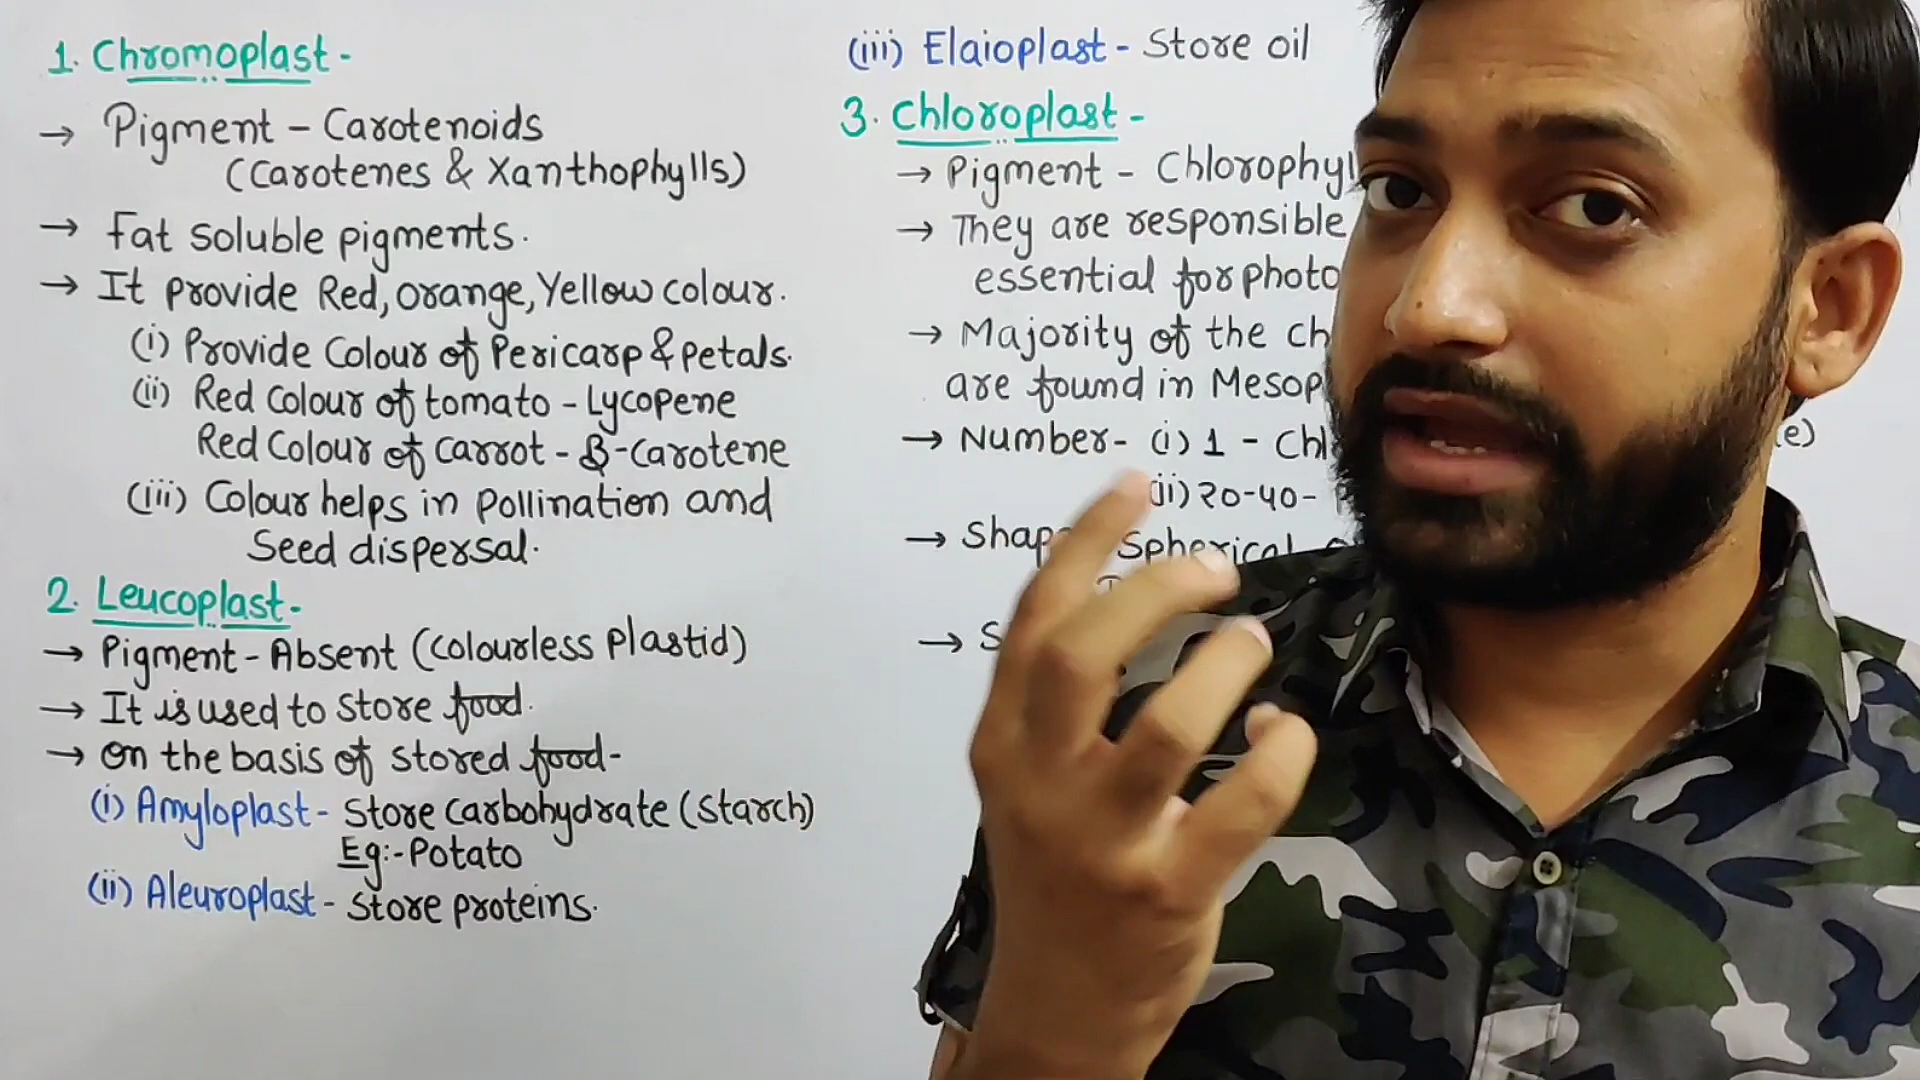 1. Chromoplast -
→ Pigment - Carotenoids
(Carotenes & Xanthophylls)
→ Fat soluble pigments.
→ It provide Red, orange, Yellow colour.
(i) Provide Colour of Pericarp & petals.
(ii) Red Colour of tomato - Lycopene
Red Colour of Carrot - β-Carotene
(iii) Colour helps in Pollination and
Seed dispersal.
2. Leucoplast -
→ Pigment - Absent (Colourless Plastid)
→ It is used to Store food.
→ On the basis of stored food -
(i) Amyloplast - Store Carbohydrate (Starch)
Eg:- Potato
(ii) Aleuroplast - Store proteins.
(iii) Elaioplast - Store oil
3. Chloroplast -
→ Pigment - Chlorophyl
→ They are responsible
essential for photo
→ Majority of the ch
are found in Mesop
→ Number - (i) 1 - Chl e)
(ii) 20-40 -
→ Shap Spherical
→ S